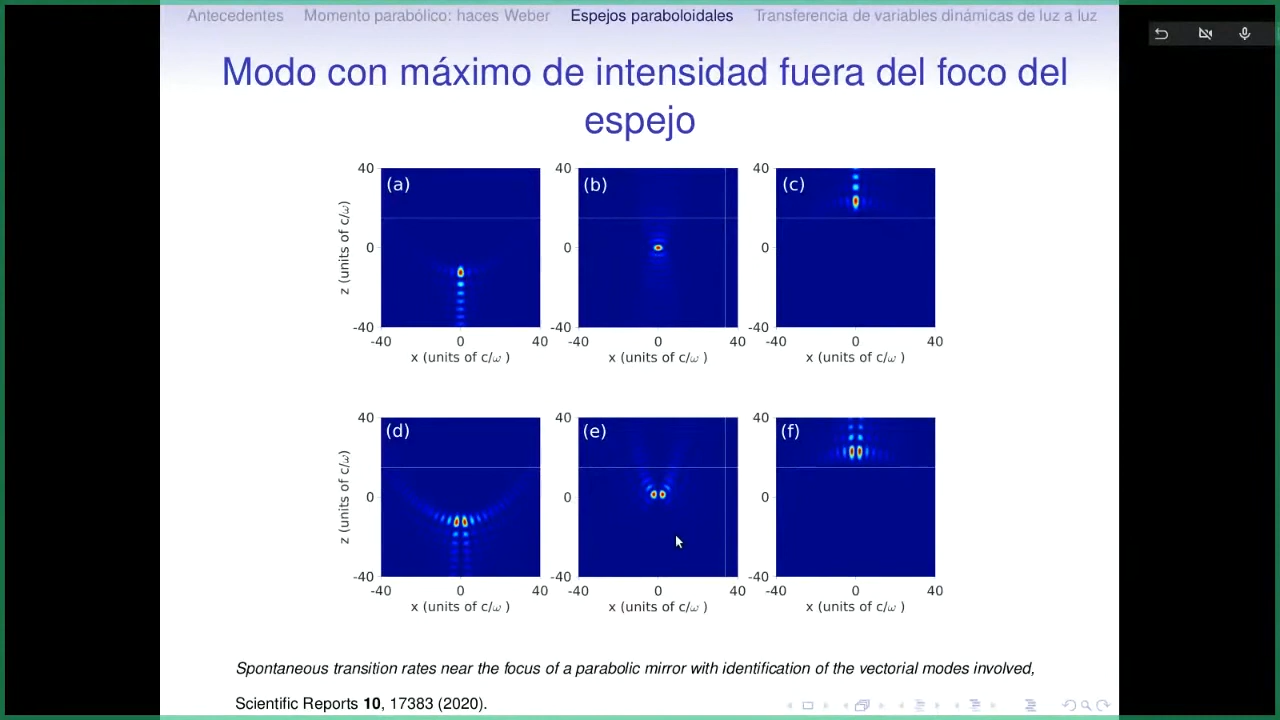 Antecedentes Momento parabólico: haces Weber Espejos paraboloidales Transferencia de variables dinámicas de luz a luz
Modo con máximo de intensidad fuera del foco del
espejo
40 40 40
(a) (b) (c)
z (units of c/ω)
0 0 0
-40 -40 -40
-40 0 40 -40 0 40 -40 0 40
x (units of c/ω ) x (units of c/ω ) x (units of c/ω )
40 40 40
(d) (e) (f)
z (units of c/ω)
0 0 0
-40 -40 -40
-40 0 40 -40 0 40 -40 0 40
x (units of c/ω ) x (units of c/ω ) x (units of c/ω )
Spontaneous transition rates near the focus of a parabolic mirror with identification of the vectorial modes involved,
Scientific Reports 10, 17383 (2020).